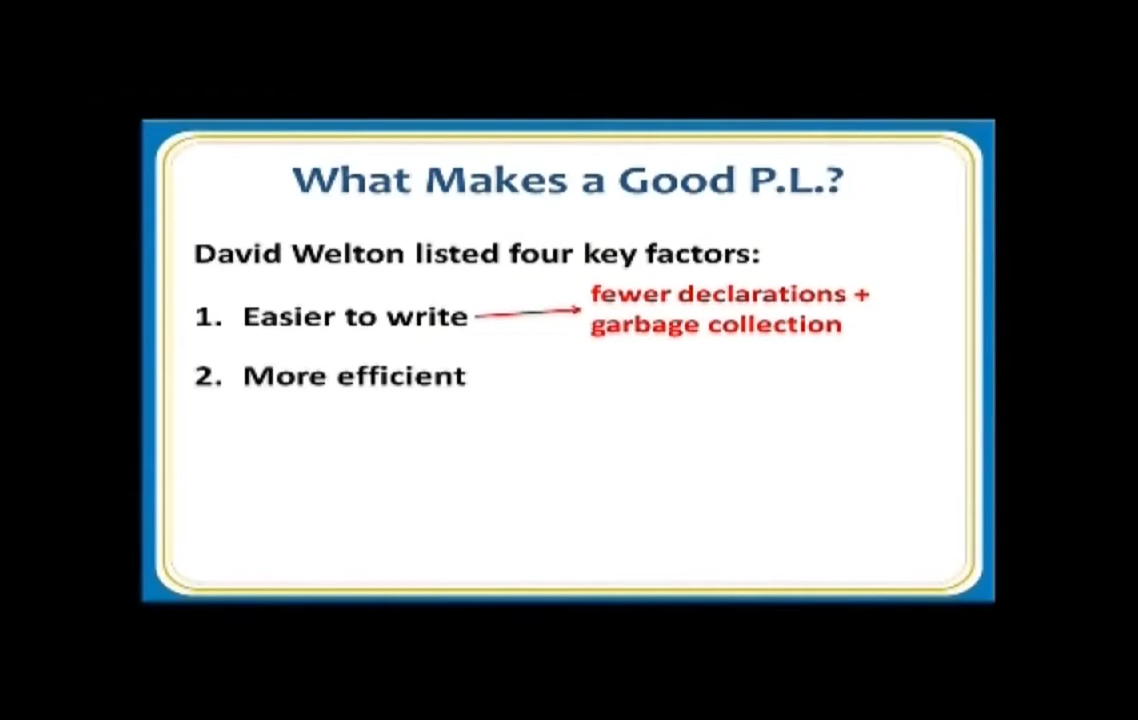 What Makes a Good P.L.?
David Welton listed four key factors:
1. Easier to write
fewer declarations +
garbage collection
2. More efficient